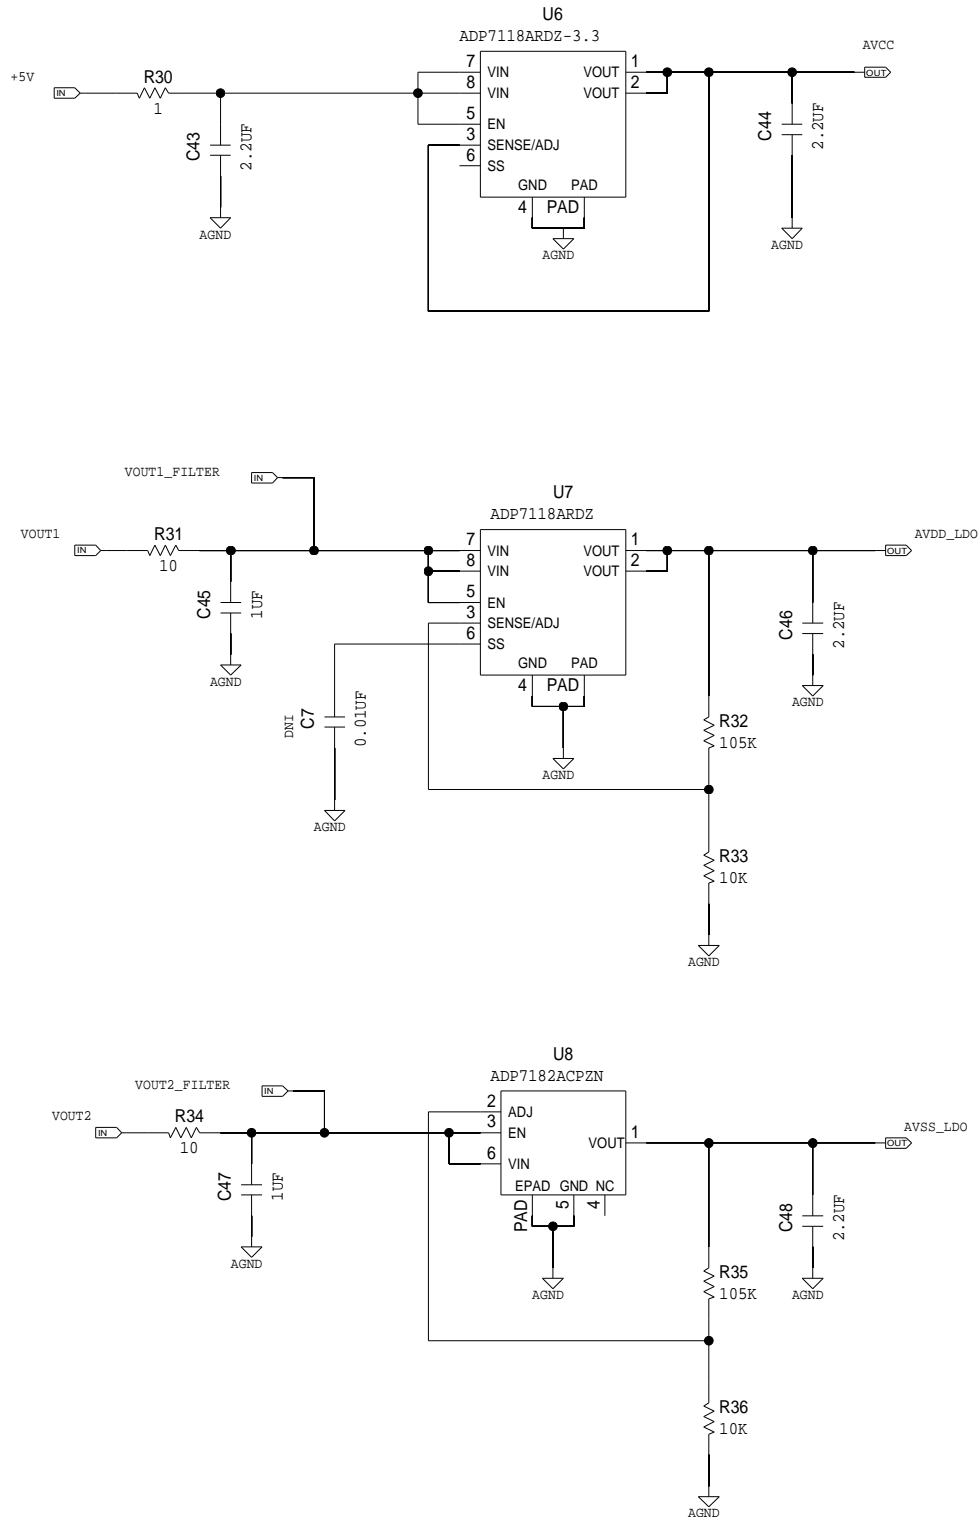 U6
ADP7118ARDZ-3.3
AVCC
+5V
IN
R30
1
C43
2.2UF
AGND
7 VIN
8 VIN
5 EN
3 SENSE/ADJ
6 SS
VOUT 1
VOUT 2
GND PAD
4 PAD
AGND
OUT
C44
2.2UF
AGND
VOUT1_FILTER
IN
U7
ADP7118ARDZ
VOUT1
IN
R31
10
C45
1UF
AGND
7 VIN
8 VIN
5 EN
3 SENSE/ADJ
6 SS
VOUT 1
VOUT 2
GND PAD
4 PAD
AGND
AVDD_LDO
OUT
C46
2.2UF
AGND
DNI
C7
0.01UF
AGND
R32
105K
R33
10K
AGND
U8
ADP7182ACPZN
VOUT2_FILTER
IN
VOUT2
IN
R34
10
C47
1UF
AGND
2 ADJ
3 EN
6 VIN
VOUT 1
EPAD GND NC
PAD 5 4
AGND
AVSS_LDO
OUT
C48
2.2UF
AGND
R35
105K
R36
10K
AGND